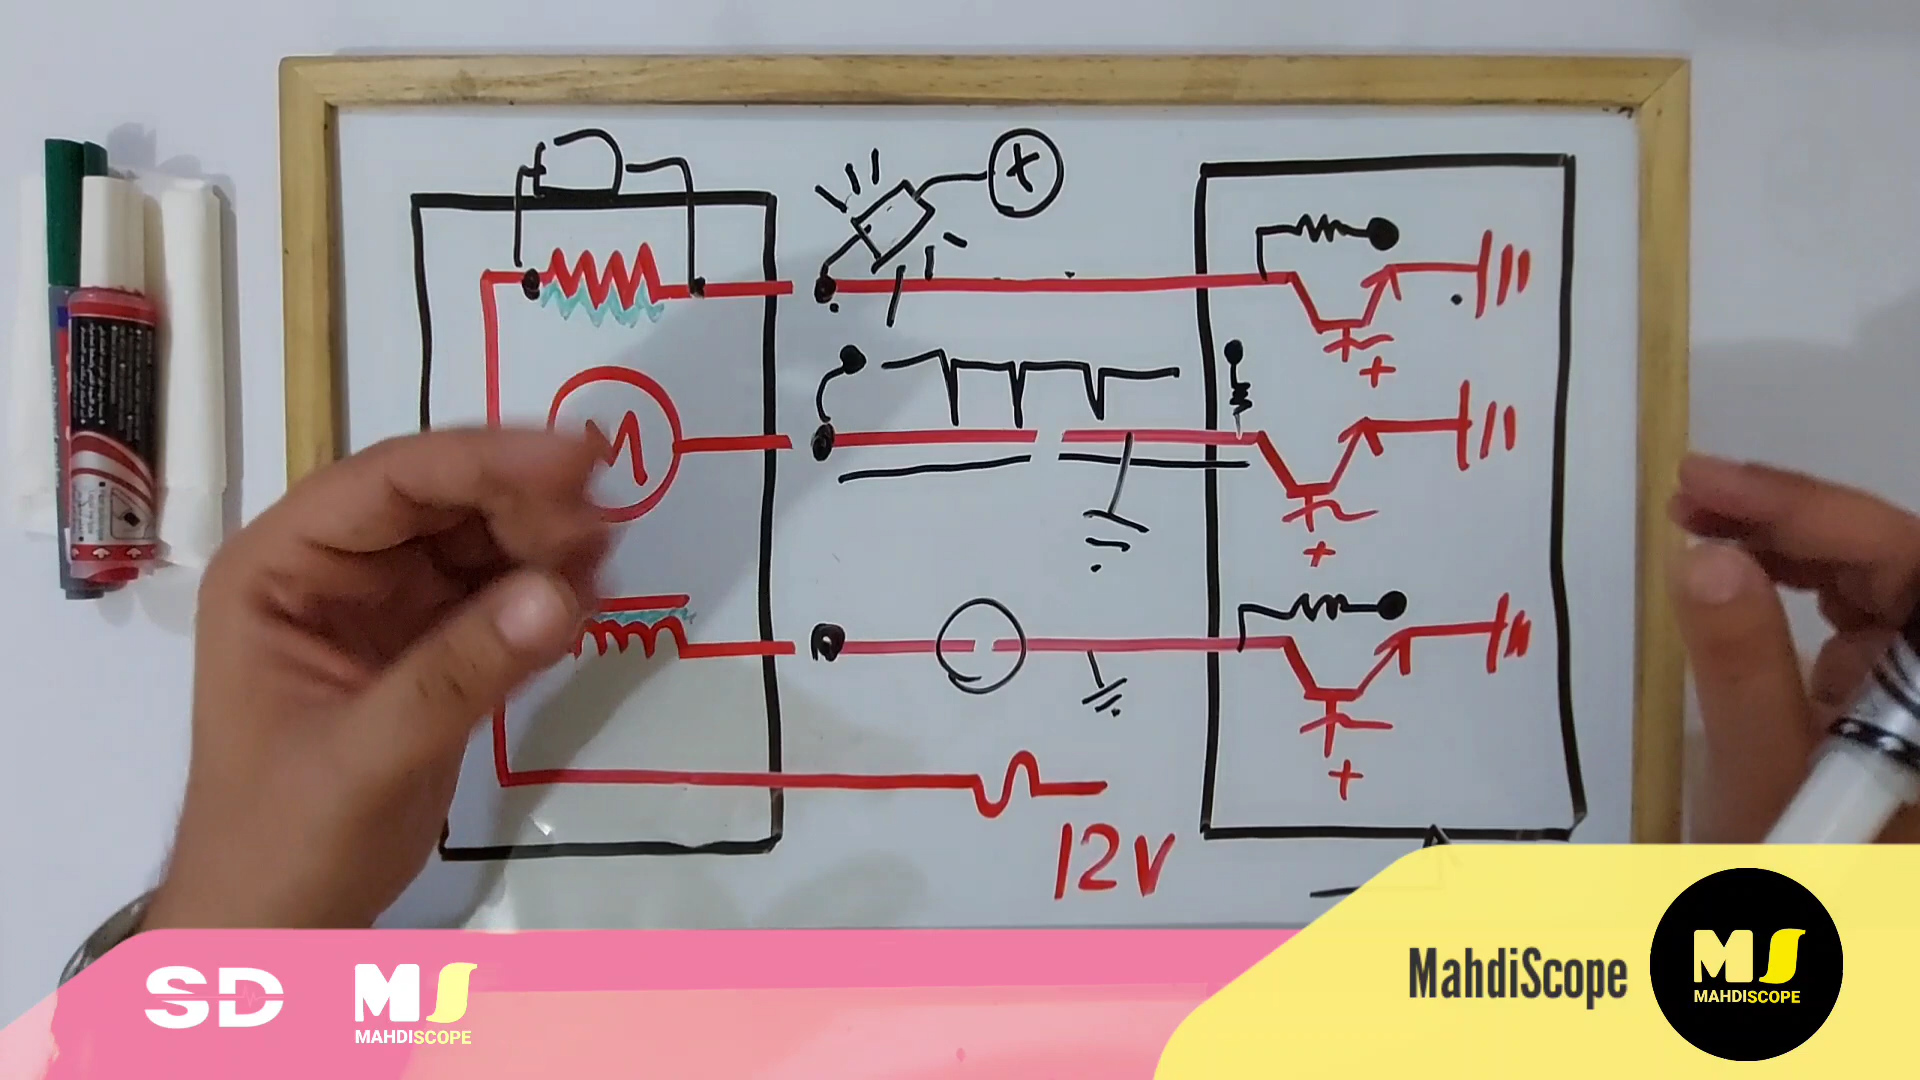 +
M
+
+
+
12V
SD
MS
MAHDISCOPE
MahdiScope
MS
MAHDISCOPE